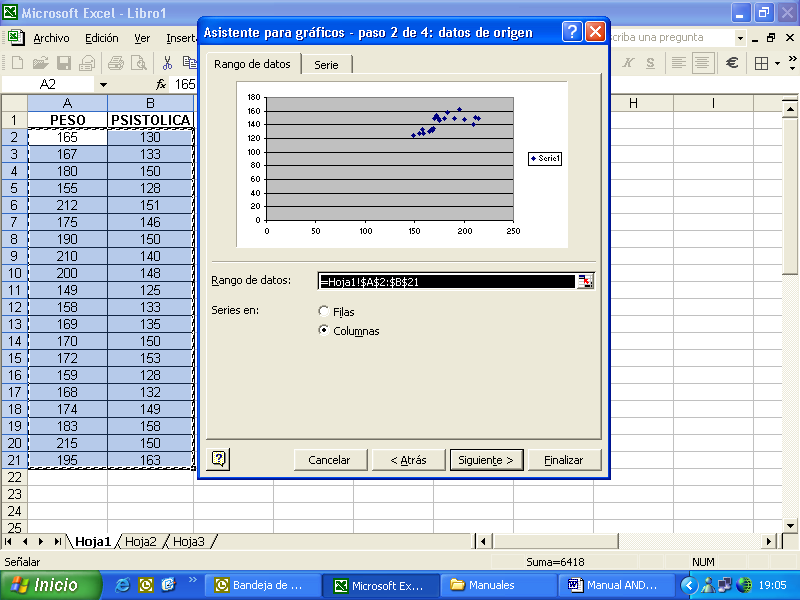 Microsoft Excel - Libro1
Archivo Edición Ver Insert
criba una pregunta
A2 fx 165
K S €
Asistente para gráficos - paso 2 de 4: datos de origen
Rango de datos Serie
180
160
140
120
100
80
60
40
20
0
0 50 100 150 200 250
Serie1
Rango de datos: =Hoja1!$A$2:$B$21
Series en: Filas
Columnas
Cancelar < Atrás Siguiente > Finalizar
A B H I
1 PESO PSISTOLICA
2 165 130
3 167 133
4 180 150
5 155 128
6 212 151
7 175 146
8 190 150
9 210 140
10 200 148
11 149 125
12 158 133
13 169 135
14 170 150
15 172 153
16 159 128
17 168 132
18 174 149
19 183 158
20 215 150
21 195 163
22
23
24
25
Hoja1 Hoja2 Hoja3
Señalar Suma=6418 NUM
Inicio Bandeja de ... Microsoft Ex... Manuales Manual AND... 19:05